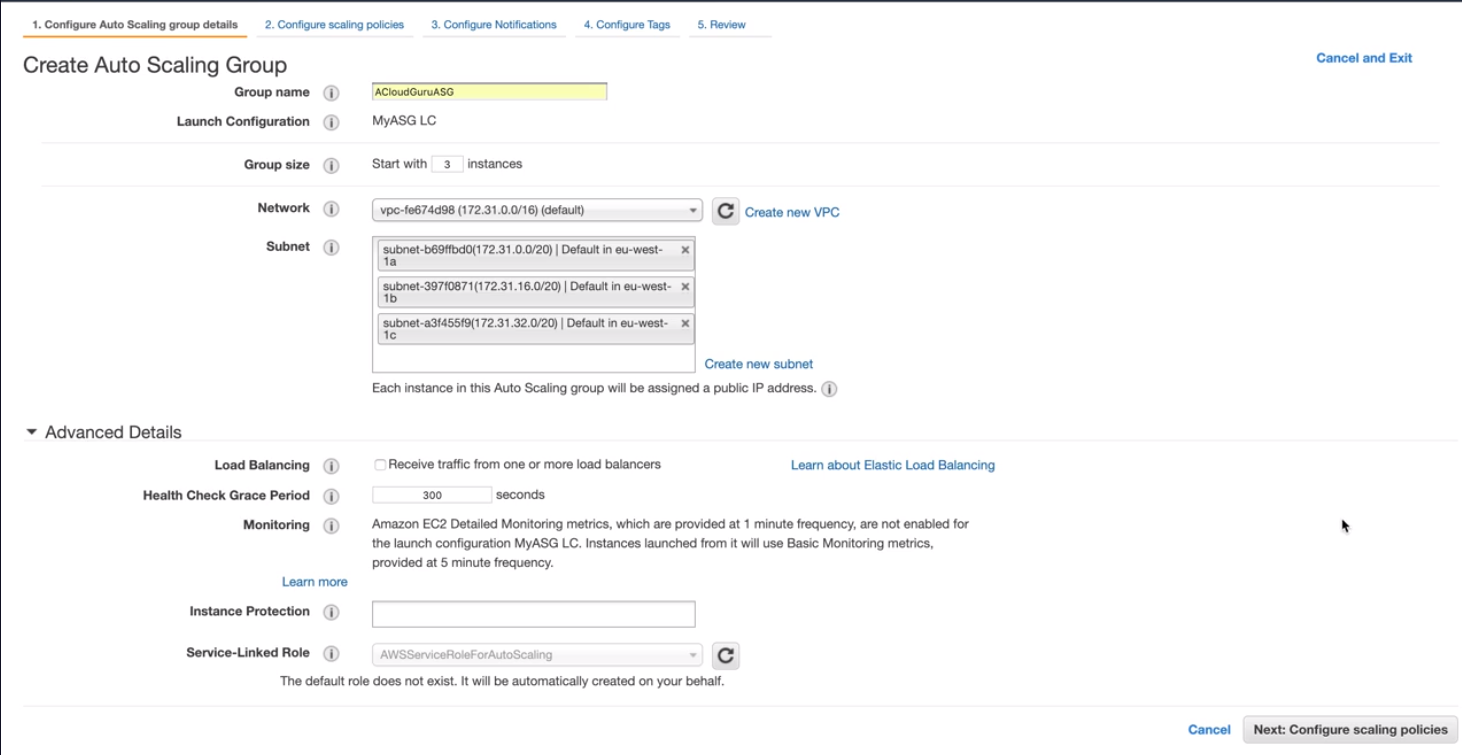 1. Configure Auto Scaling group details 2. Configure scaling policies 3. Configure Notifications 4. Configure Tags 5. Review
Create Auto Scaling Group
Cancel and Exit
Group name i ACloudGuruASG
Launch Configuration i MyASG LC
Group size i Start with 3 instances
Network i vpc-fe674d98 (172.31.0.0/16) (default) Create new VPC
Subnet i subnet-b69ffbd0(172.31.0.0/20) | Default in eu-west-
1a
subnet-397f0871(172.31.16.0/20) | Default in eu-west-
1b
subnet-a3f455f9(172.31.32.0/20) | Default in eu-west-
1c
Create new subnet
Each instance in this Auto Scaling group will be assigned a public IP address. i
Advanced Details
Load Balancing i Receive traffic from one or more load balancers Learn about Elastic Load Balancing
Health Check Grace Period i 300 seconds
Monitoring i Amazon EC2 Detailed Monitoring metrics, which are provided at 1 minute frequency, are not enabled for
the launch configuration MyASG LC. Instances launched from it will use Basic Monitoring metrics,
provided at 5 minute frequency.
Learn more
Instance Protection i
Service-Linked Role i AWSServiceRoleForAutoScaling
The default role does not exist. It will be automatically created on your behalf.
Cancel Next: Configure scaling policies